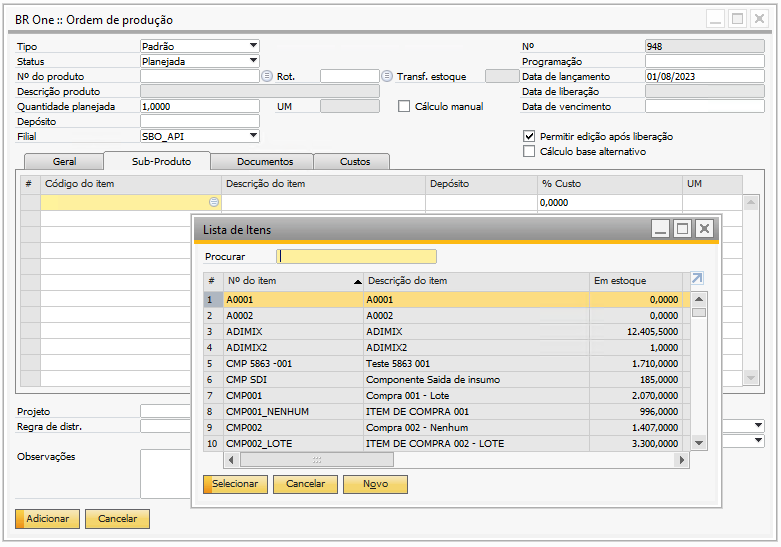 BR One :: Ordem de produção
Tipo Padrão Nº 948
Status Planejada Programação
Nº do produto Rot. Transf. estoque Data de lançamento 01/08/2023
Descrição produto Data de liberação
Quantidade planejada 1,0000 UM Cálculo manual Data de vencimento
Depósito
Filial SBO_API Permitir edição após liberação
Cálculo base alternativo
Geral Sub-Produto Documentos Custos
# Código do item Descrição do item Depósito % Custo UM
0,0000
Lista de Itens
Procurar
# Nº do item Descrição do item Em estoque
1 A0001 A0001 0,0000
2 A0002 A0002 0,0000
3 ADIMIX ADIMIX 12.405,5000
4 ADIMIX2 ADIMIX2 1,0000
5 CMP 5863 -001 Teste 5863 001 1.710,0000
6 CMP SDI Componente Saida de insumo 185,0000
7 CMP001 Compra 001 - Lote 2.070,0000
8 CMP001_NENHUM ITEM DE COMPRA 001 996,0000
9 CMP002 Compra 002 - Nenhum 1.407,0000
10 CMP002_LOTE ITEM DE COMPRA 002 - LOTE 3.300,0000
Selecionar Cancelar Novo
Projeto
Regra de distr.
Observações
Adicionar Cancelar